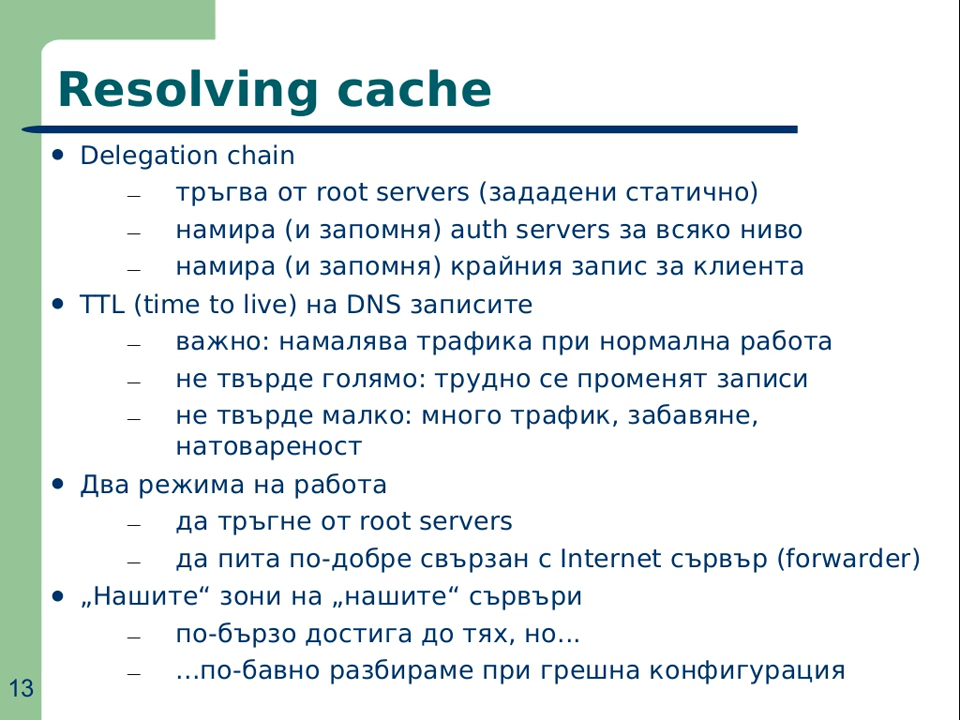 Resolving cache
● Delegation chain
— тръгва от root servers (зададени статично)
— намира (и запомня) auth servers за всяко ниво
— намира (и запомня) крайния запис за клиента
● TTL (time to live) на DNS записите
— важно: намалява трафика при нормална работа
— не твърде голямо: трудно се променят записи
— не твърде малко: много трафик, забавяне,
натовареност
● Два режима на работа
— да тръгне от root servers
— да пита по-добре свързан с Internet сървър (forwarder)
● „Нашите“ зони на „нашите“ сървъри
— по-бързо достига до тях, но...
— ...по-бавно разбираме при грешна конфигурация
13